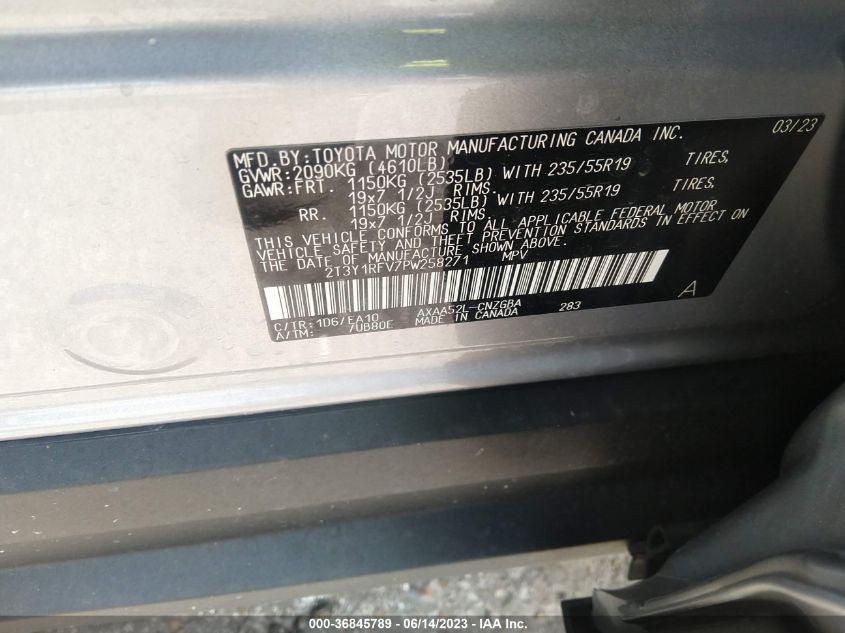 MFD.BY:TOYOTA MOTOR MANUFACTURING CANADA INC. 03/23
GVWR:2090KG (4610LB)
GAWR:FRT. 1150KG (2535LB) WITH 235/55R19 TIRES,
19x7 1/2J RIMS.
RR. 1150KG (2535LB) WITH 235/55R19 TIRES,
19x7 1/2J RIMS.
THIS VEHICLE CONFORMS TO ALL APPLICABLE FEDERAL MOTOR
VEHICLE SAFETY AND THEFT PREVENTION STANDARDS IN EFFECT ON
THE DATE OF MANUFACTURE SHOWN ABOVE.
2T3Y1RFV7PW258271 MPV
A
C/TR:1D6/EA10 AXAA52L-CNZGBA 283
A/TM: 7UB80E MADE IN CANADA
000-36845789 - 06/14/2023 - IAA Inc.